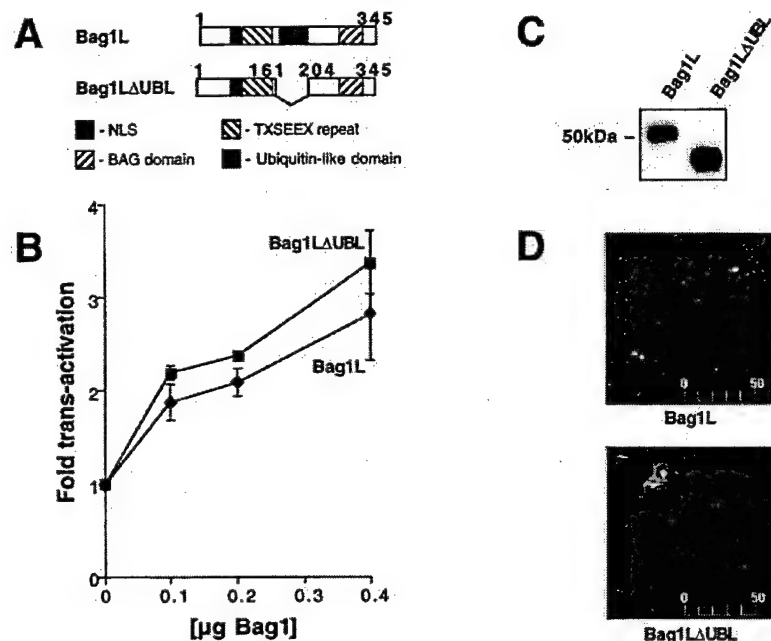 A
1 345
Bag1L
1 161 204 345
Bag1LΔUBL
- NLS
- TXSEEX repeat
- BAG domain
- Ubiquitin-like domain
B
4
3
2
1
0
Fold trans-activation
Bag1LΔUBL
Bag1L
0 0.1 0.2 0.3 0.4
[µg Bag1]
C
Bag1L
Bag1LΔUBL
50kDa –
D
0 50
Bag1L
0 50
Bag1LΔUBL